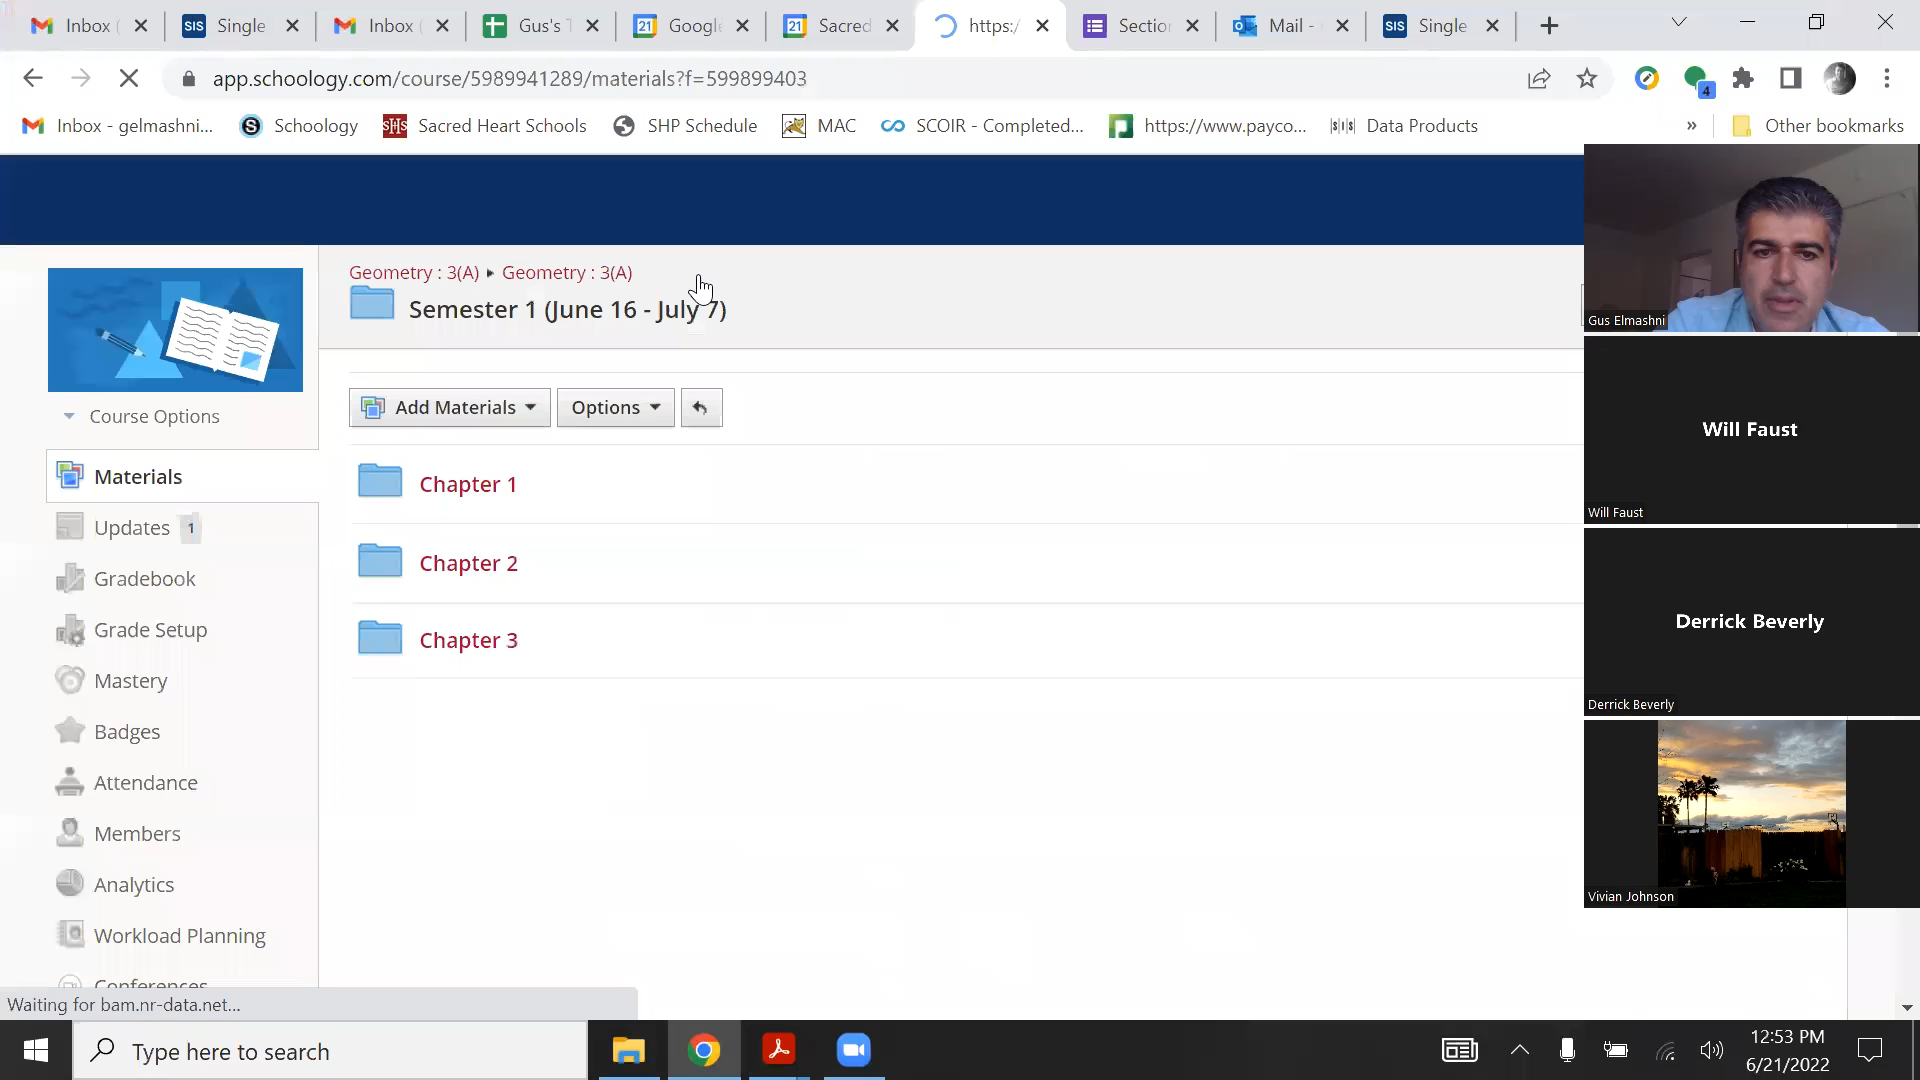 Inbox (
Single
Inbox (
Gus's T
Google
Sacred
https:/
Section
Mail -
Single
app.schoology.com/course/5989941289/materials?f=599899403
4
Inbox - gelmashni...
Schoology
Sacred Heart Schools
SHP Schedule
MAC
SCOIR - Completed...
https://www.payco...
Data Products
»
Other bookmarks
Geometry : 3(A) ▸ Geometry : 3(A)
Semester 1 (June 16 - July 7)
Course Options
Add Materials
Options
Materials
Updates 1
Gradebook
Grade Setup
Mastery
Badges
Attendance
Members
Analytics
Workload Planning
Conferences
Chapter 1
Chapter 2
Chapter 3
Gus Elmashni
Will Faust
Will Faust
Derrick Beverly
Derrick Beverly
Vivian Johnson
Waiting for bam.nr-data.net...
Type here to search
12:53 PM
6/21/2022